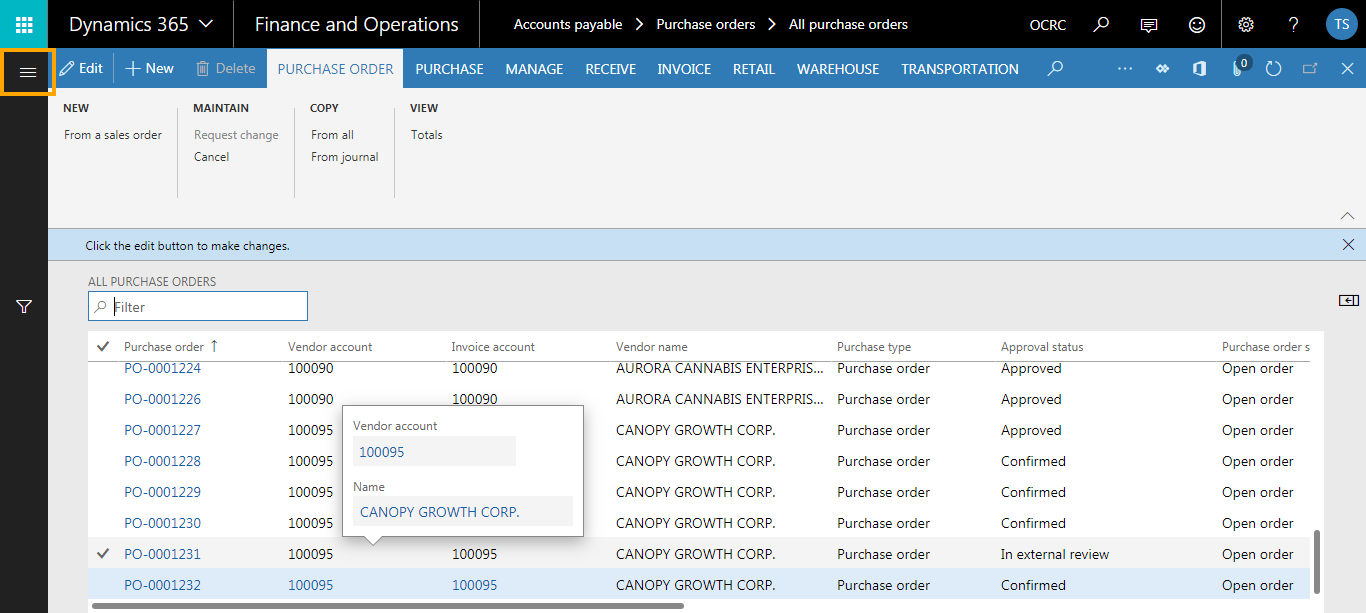 Dynamics 365 Finance and Operations Accounts payable Purchase orders All purchase orders OCRC ? TS
Edit New Delete PURCHASE ORDER PURCHASE MANAGE RECEIVE INVOICE RETAIL WAREHOUSE TRANSPORTATION ... 0
NEW MAINTAIN COPY VIEW
From a sales order Request change From all Totals
Cancel From journal
Click the edit button to make changes.
ALL PURCHASE ORDERS
Filter
Purchase order Vendor account Invoice account Vendor name Purchase type Approval status Purchase order s
PO-0001224 100090 100090 AURORA CANNABIS ENTERPRIS... Purchase order Approved Open order
PO-0001226 100090 100090 AURORA CANNABIS ENTERPRIS... Purchase order Approved Open order
PO-0001227 100095 CANOPY GROWTH CORP. Purchase order Approved Open order
PO-0001228 100095 CANOPY GROWTH CORP. Purchase order Confirmed Open order
PO-0001229 100095 CANOPY GROWTH CORP. Purchase order Confirmed Open order
PO-0001230 100095 CANOPY GROWTH CORP. Purchase order Confirmed Open order
Vendor account
100095
Name
CANOPY GROWTH CORP.
PO-0001231 100095 100095 CANOPY GROWTH CORP. Purchase order In external review Open order
PO-0001232 100095 100095 CANOPY GROWTH CORP. Purchase order Confirmed Open order